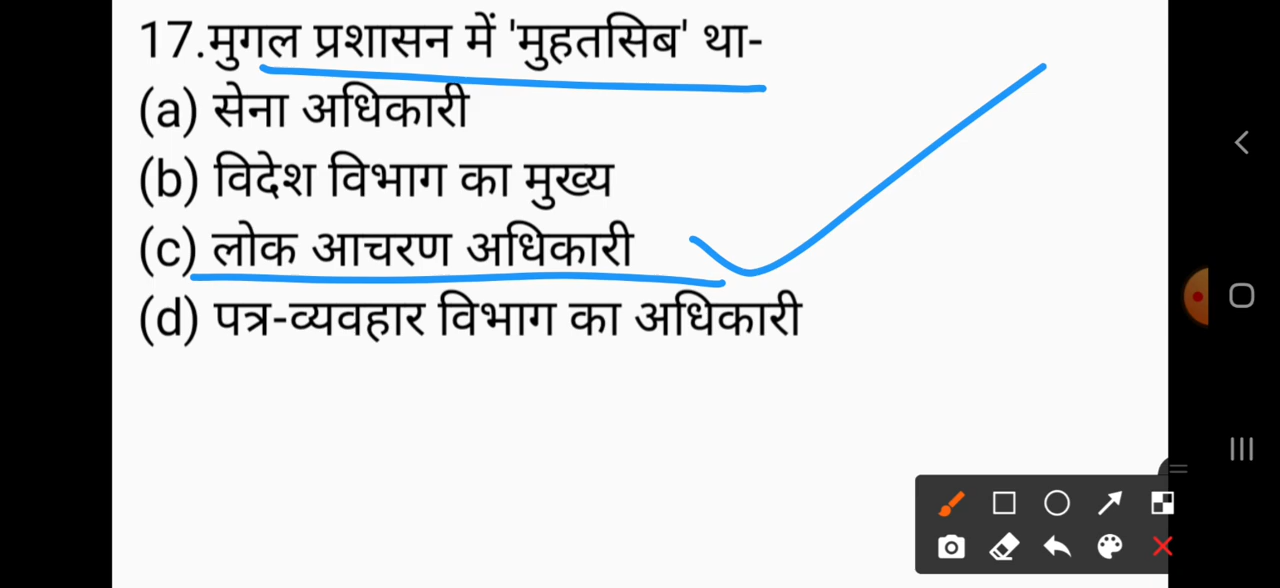 17.मुगल प्रशासन में 'मुहतसिब' था-
(a) सेना अधिकारी
(b) विदेश विभाग का मुख्य
(c) लोक आचरण अधिकारी
(d) पत्र-व्यवहार विभाग का अधिकारी